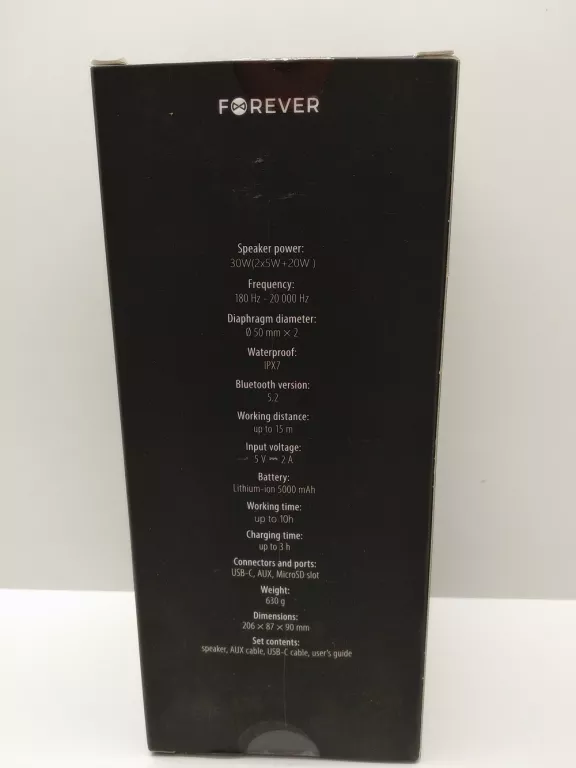 FOREVER
Speaker power:
30W(2x5W+20W )
Frequency:
180 Hz - 20 000 Hz
Diaphragm diameter:
Ø 50 mm × 2
Waterproof:
IPX7
Bluetooth version:
5.2
Working distance:
up to 15 m
Input voltage:
5 V ⎓ 2 A
Battery:
Lithium-ion 5000 mAh
Working time:
up to 10h
Charging time:
up to 3 h
Connectors and ports:
USB-C, AUX, MicroSD slot
Weight:
630 g
Dimensions:
206 × 87 × 90 mm
Set contents:
speaker, AUX cable, USB-C cable, user's guide